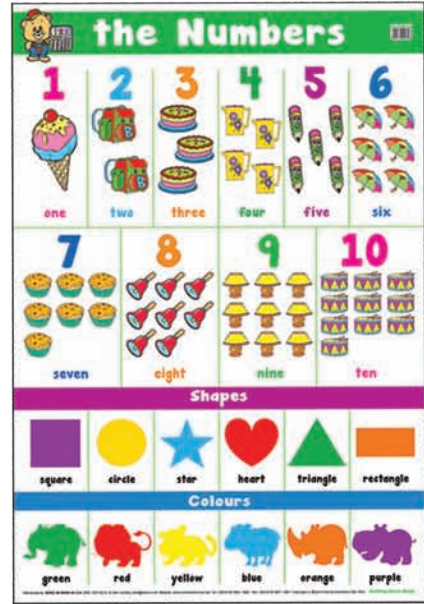 the Numbers
1 2 3 4 5 6
one two three four five six
7 8 9 10
seven eight nine ten
Shapes
square circle star heart triangle rectangle
Colours
green red yellow blue orange purple